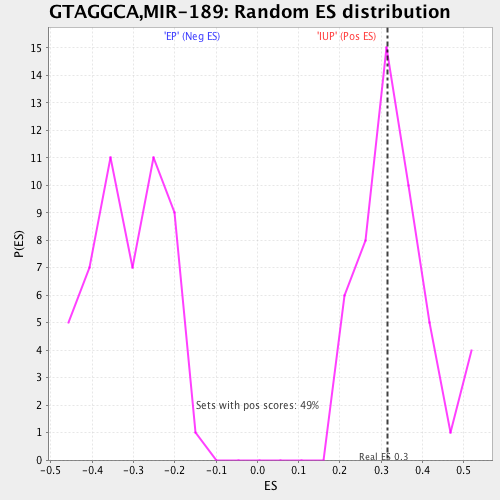 GTAGGCA,MIR-189: Random ES distribution
'EP' (Neg ES) 'IUP' (Pos ES)
15
14
13
12
11
10
9
8
7
6
5
4
3
2
1
0
P(ES)
Sets with pos scores: 49%
Real ES 0.3
-0.5 -0.4 -0.3 -0.2 -0.1 0.0 0.1 0.2 0.3 0.4 0.5
ES